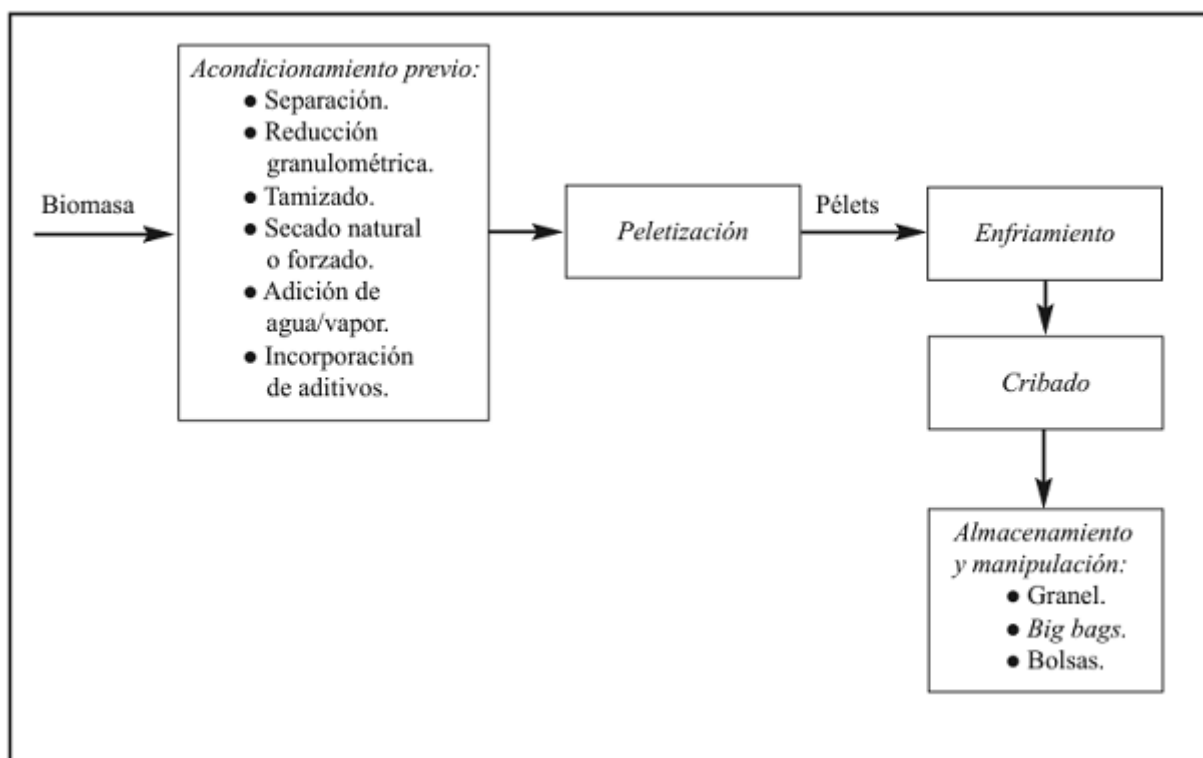 Biomasa
Acondicionamiento previo:
● Separación.
● Reducción
granulométrica.
● Tamizado.
● Secado natural
o forzado.
● Adición de
agua/vapor.
● Incorporación
de aditivos.
Peletización
Pélets
Enfriamiento
Cribado
Almacenamiento
y manipulación:
● Granel.
● Big bags.
● Bolsas.